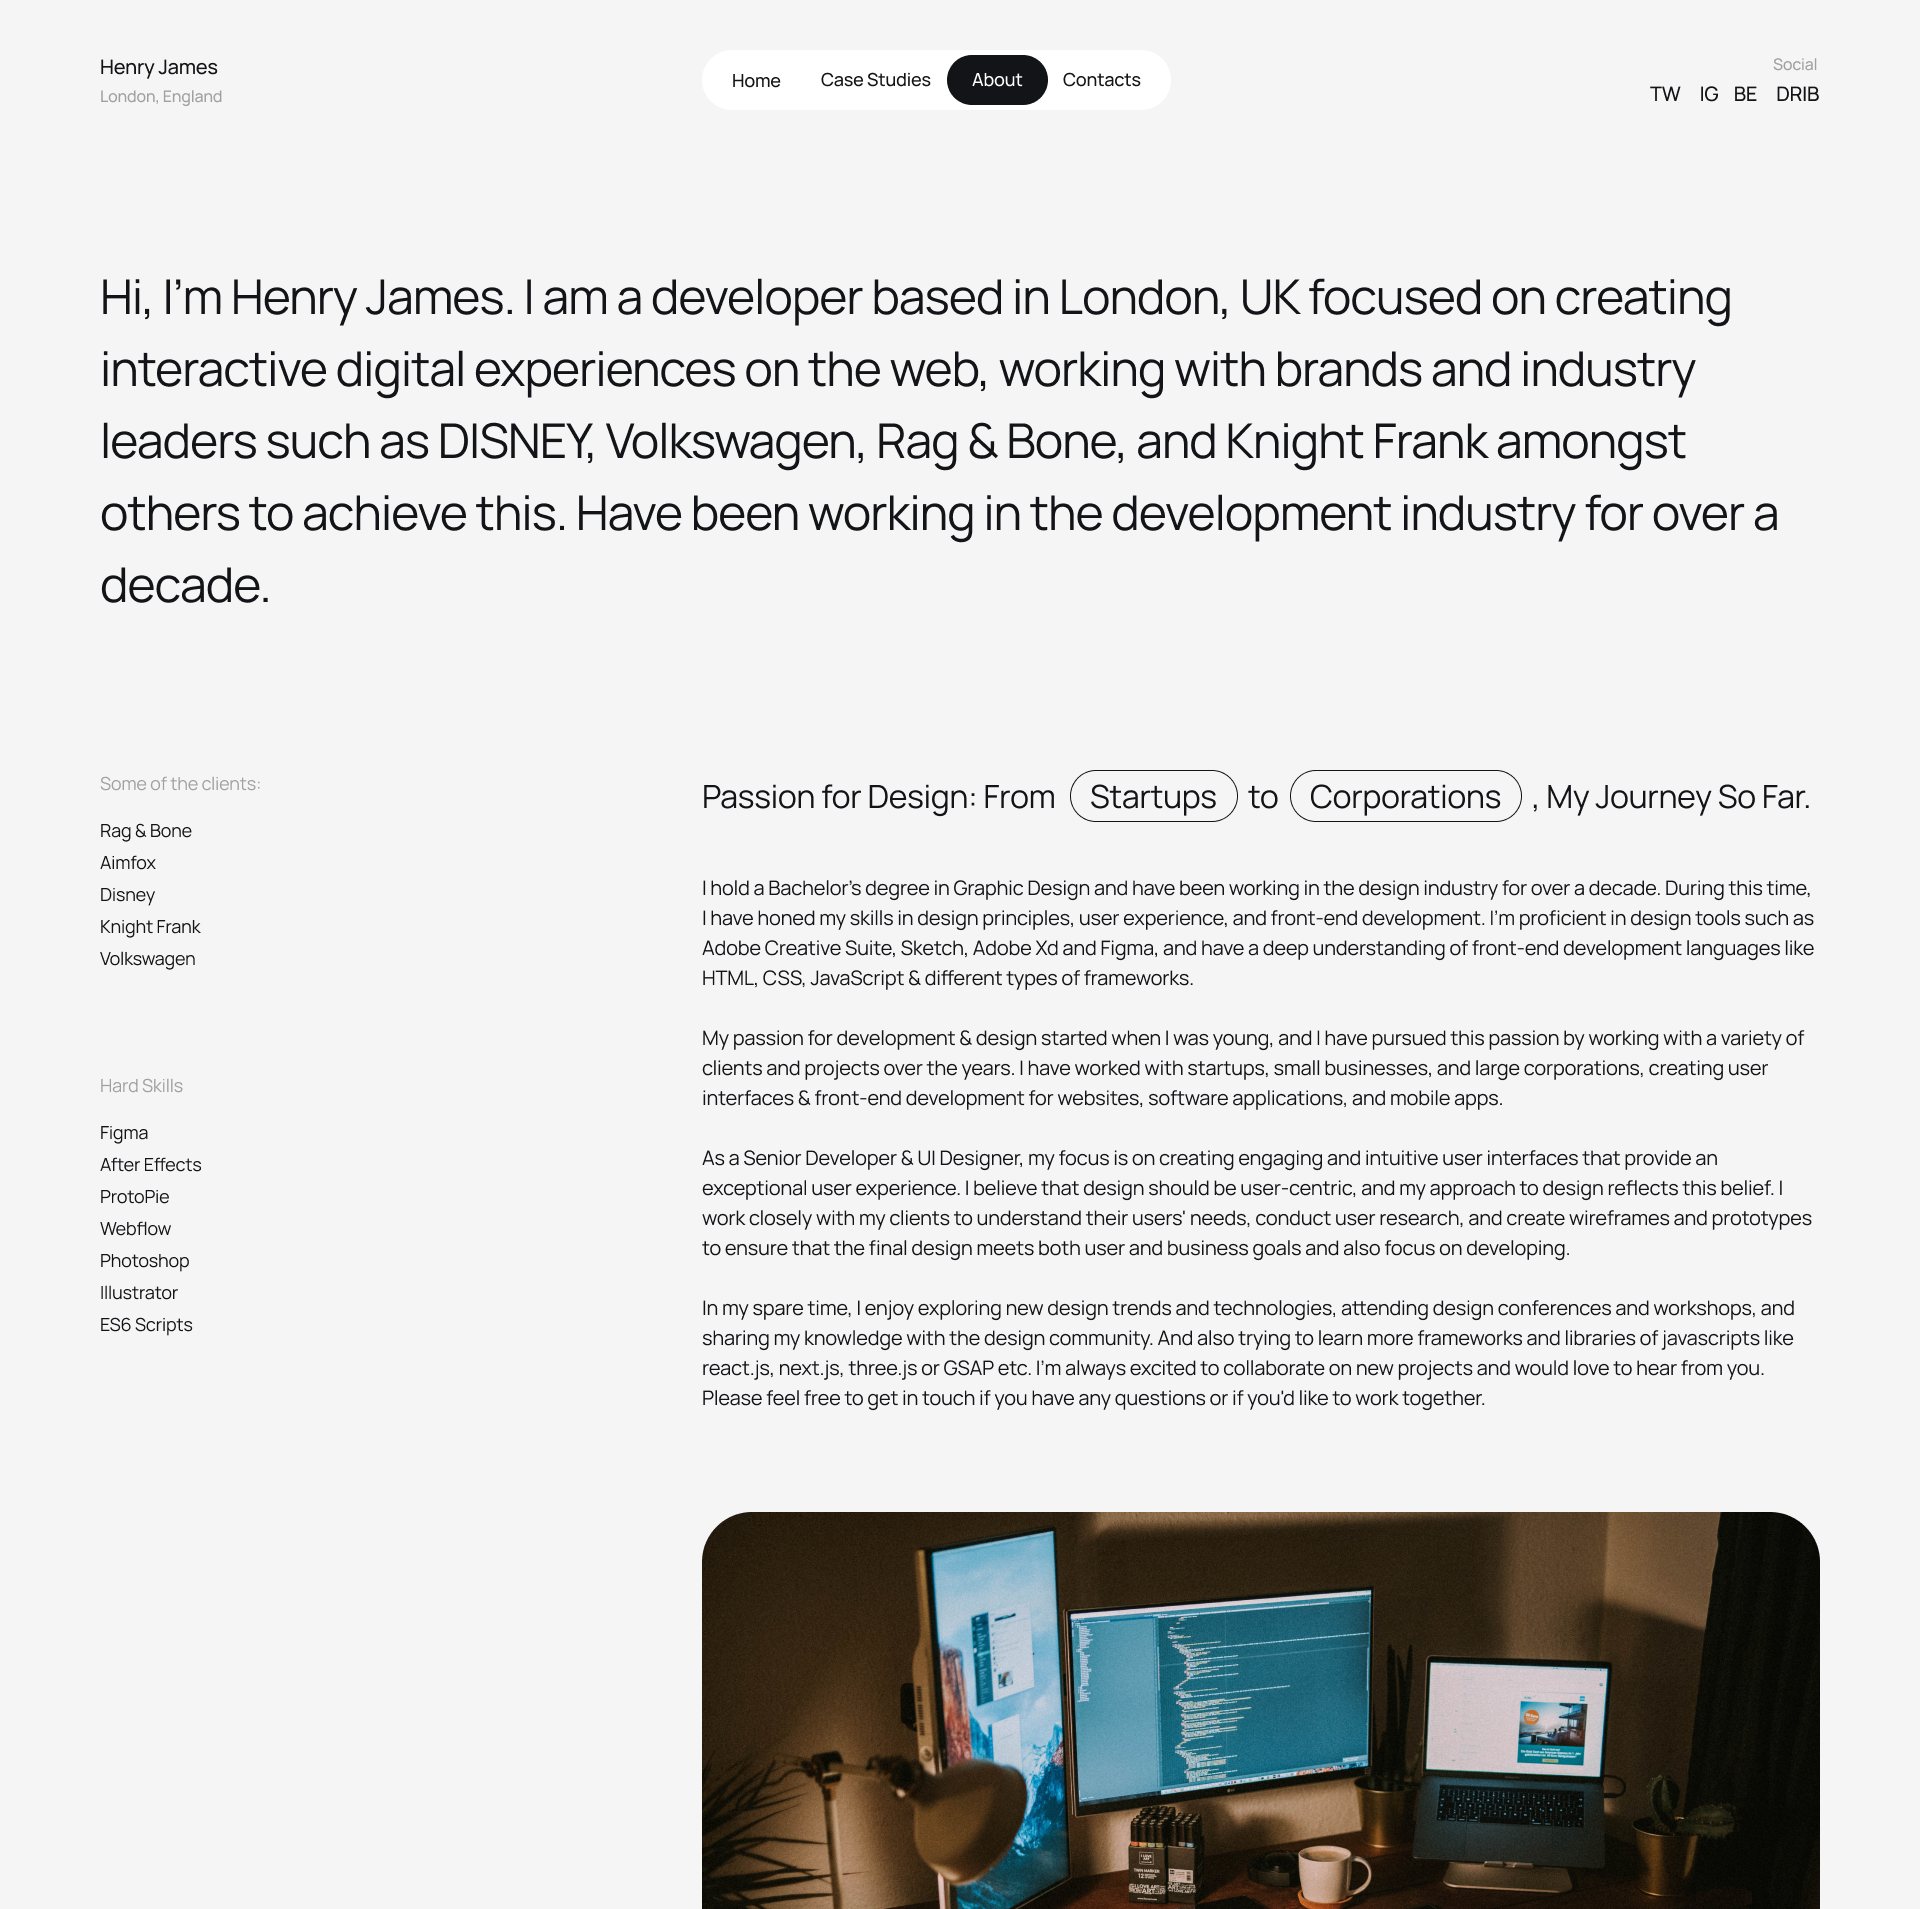 Henry James
London, England
Home Case Studies About Contacts
Social
TW IG BE DRIB
Hi, I’m Henry James. I am a developer based in London, UK focused on creating
interactive digital experiences on the web, working with brands and industry
leaders such as DISNEY, Volkswagen, Rag & Bone, and Knight Frank amongst
others to achieve this. Have been working in the development industry for over a
decade.
Some of the clients:
Rag & Bone
Aimfox
Disney
Knight Frank
Volkswagen
Hard Skills
Figma
After Effects
ProtoPie
Webflow
Photoshop
Illustrator
ES6 Scripts
Passion for Design: From Startups to Corporations , My Journey So Far.
I hold a Bachelor’s degree in Graphic Design and have been working in the design industry for over a decade. During this time,
I have honed my skills in design principles, user experience, and front-end development. I’m proficient in design tools such as
Adobe Creative Suite, Sketch, Adobe Xd and Figma, and have a deep understanding of front-end development languages like
HTML, CSS, JavaScript & different types of frameworks.
My passion for development & design started when I was young, and I have pursued this passion by working with a variety of
clients and projects over the years. I have worked with startups, small businesses, and large corporations, creating user
interfaces & front-end development for websites, software applications, and mobile apps.
As a Senior Developer & UI Designer, my focus is on creating engaging and intuitive user interfaces that provide an
exceptional user experience. I believe that design should be user-centric, and my approach to design reflects this belief. I
work closely with my clients to understand their users' needs, conduct user research, and create wireframes and prototypes
to ensure that the final design meets both user and business goals and also focus on developing.
In my spare time, I enjoy exploring new design trends and technologies, attending design conferences and workshops, and
sharing my knowledge with the design community. And also trying to learn more frameworks and libraries of javascripts like
react.js, next.js, three.js or GSAP etc. I’m always excited to collaborate on new projects and would love to hear from you.
Please feel free to get in touch if you have any questions or if you'd like to work together.